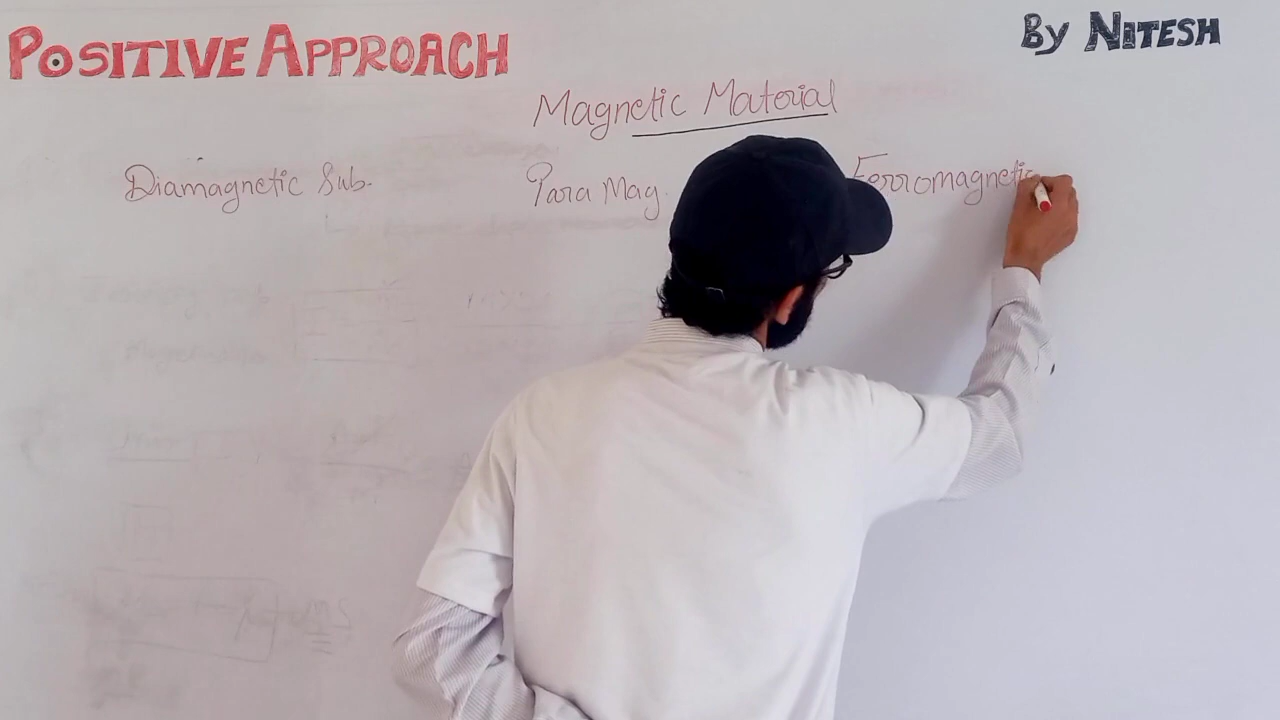 POSITIVE APPROACH
By NITESH
Magnetic Material
Diamagnetic Sub.
Para Mag.
Ferromagnetic